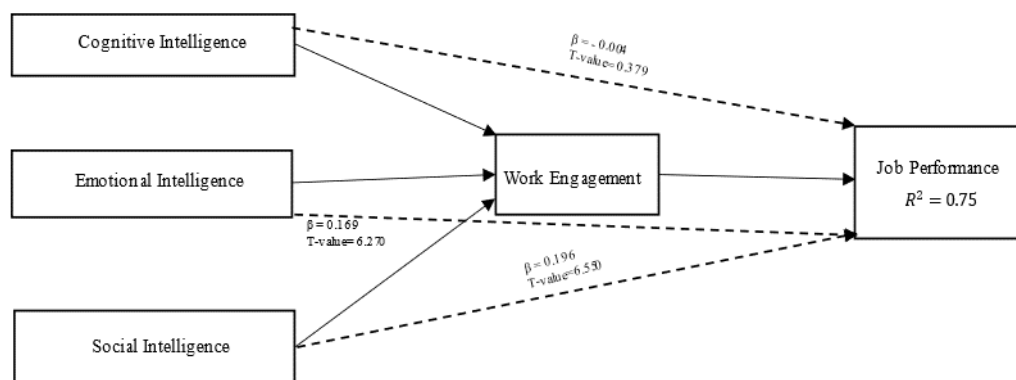 Cognitive Intelligence
β = - 0.004
T-value=0.379
Emotional Intelligence
Work Engagement
Job Performance
R² = 0.75
β = 0.169
T-value= 6.270
β = 0.196
T-value=6.550
Social Intelligence